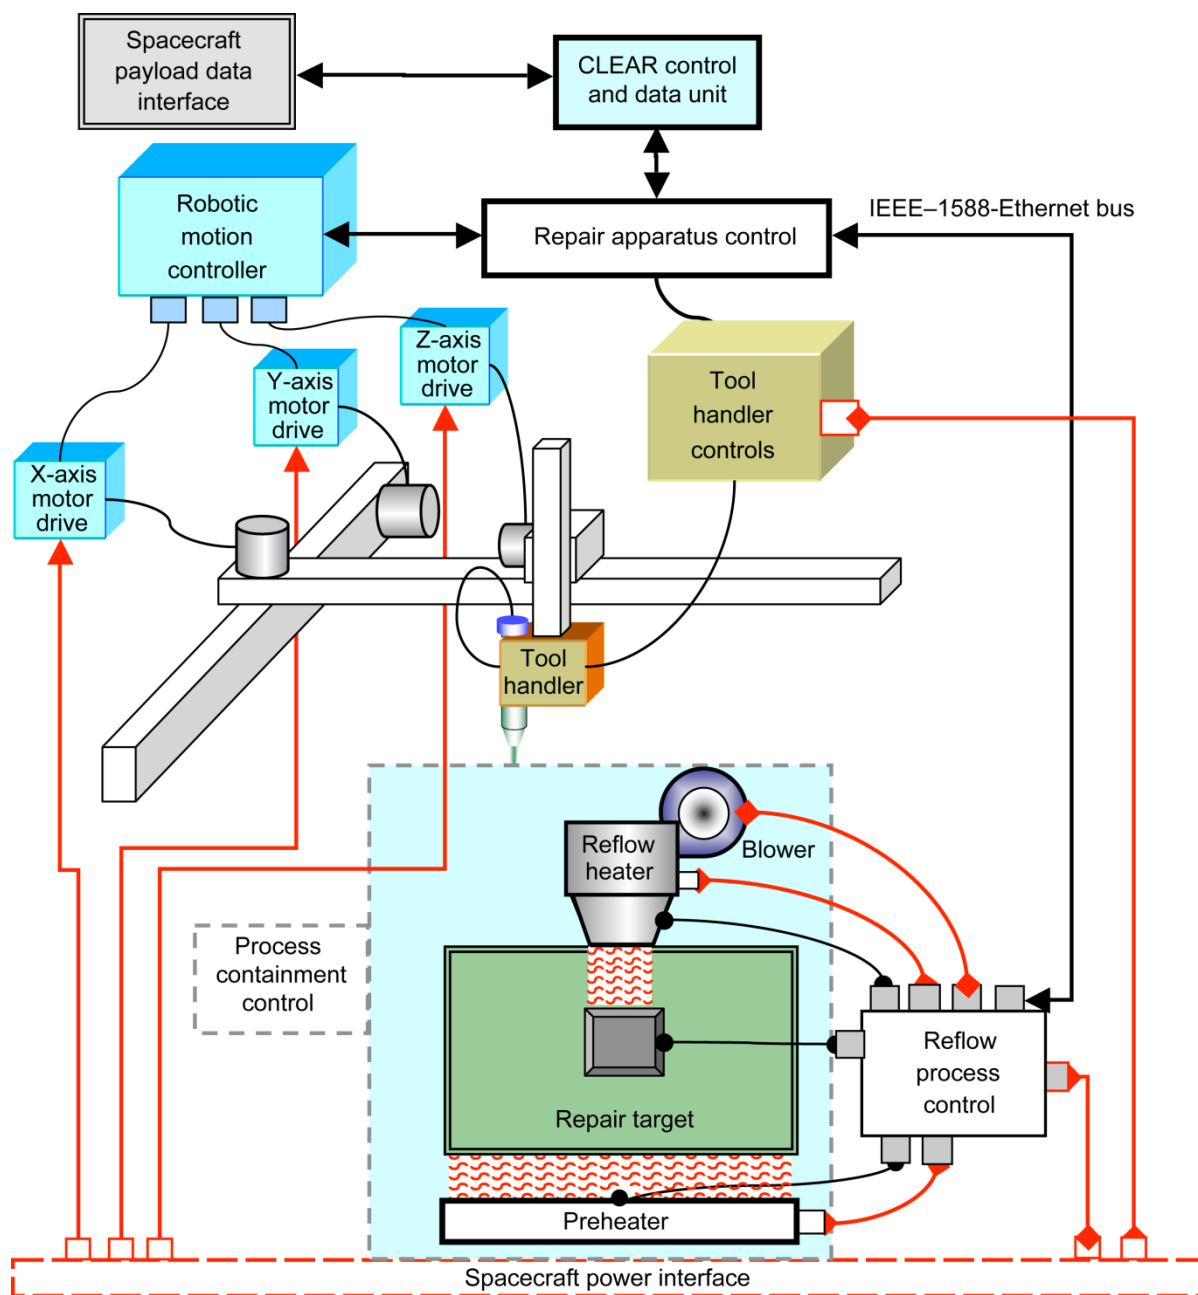 Spacecraft
payload data
interface
CLEAR control
and data unit
Robotic
motion
controller
Repair apparatus control
IEEE–1588-Ethernet bus
Z-axis
motor
drive
Y-axis
motor
drive
X-axis
motor
drive
Tool
handler
controls
Tool
handler
Reflow
heater
Blower
Process
containment
control
Repair target
Reflow
process
control
Preheater
Spacecraft power interface